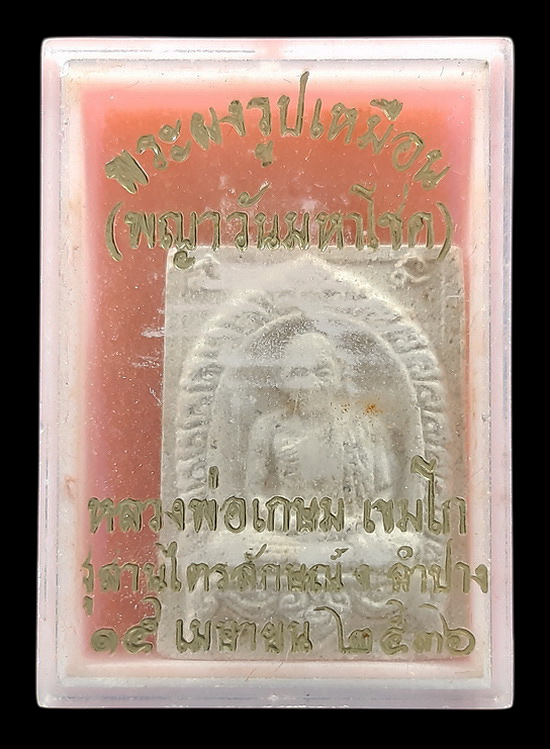 พระผงรูปเหมือน
(พญาวันมหาโชค)
หลวงพ่อเกษม เขมโก
สุสานไตรลักษณ์ จ.ลำปาง
๑๕ เมษายน ๒๕๓๖